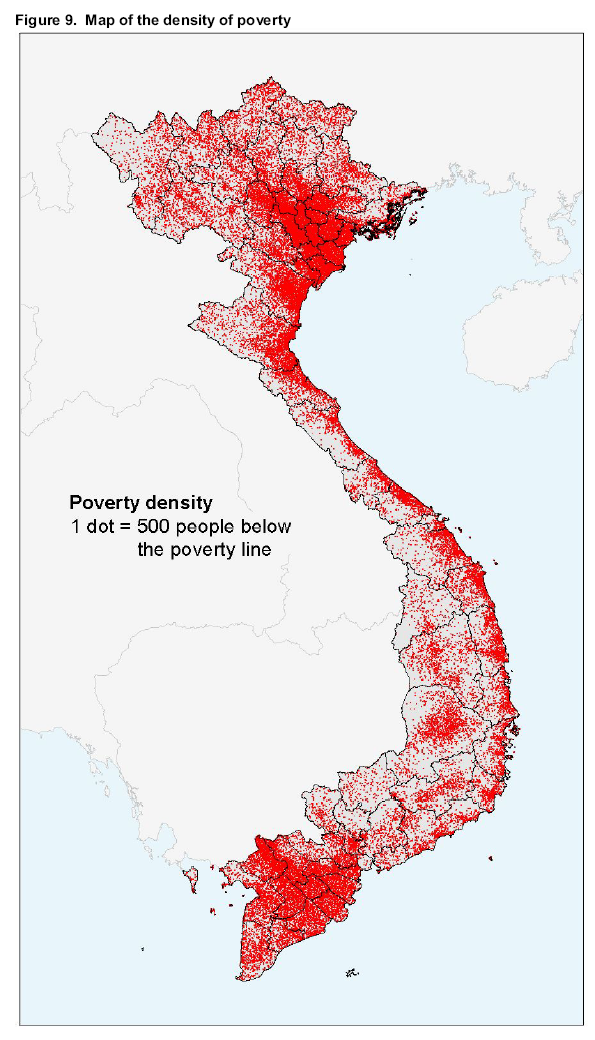 Figure 9. Map of the density of poverty
Poverty density
1 dot = 500 people below
the poverty line